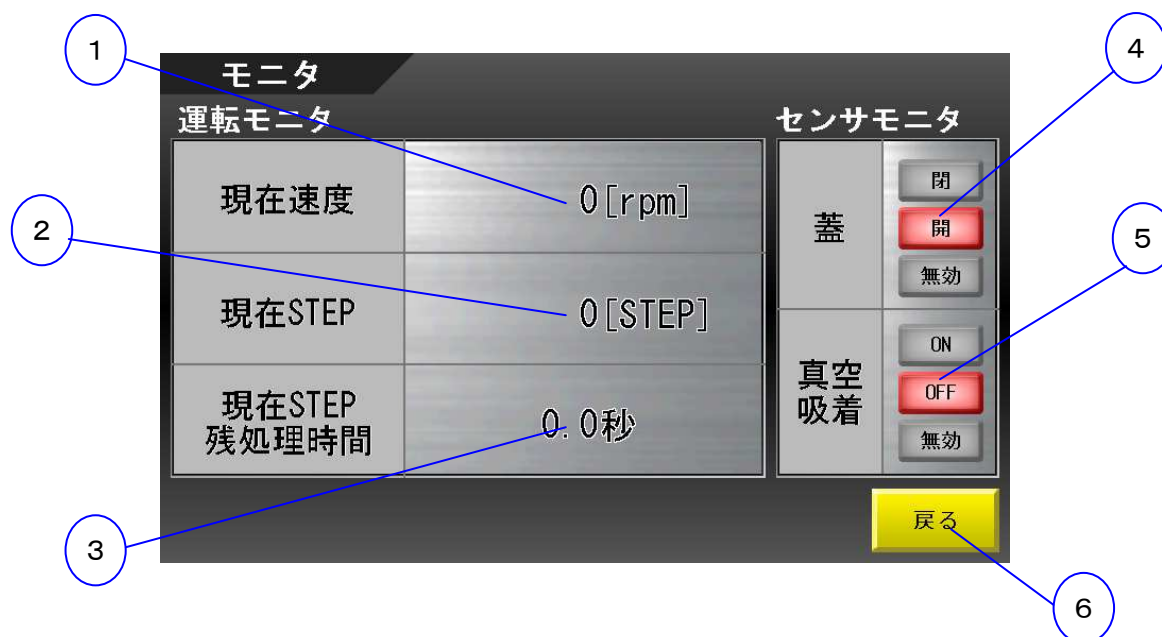 1
4
モニタ
運転モニタ
センサモニタ
現在速度
0[rpm]
蓋
閉
開
無効
2
5
現在STEP
0[STEP]
真空
吸着
ON
OFF
無効
現在STEP
残処理時間
0.0秒
戻る
3
6